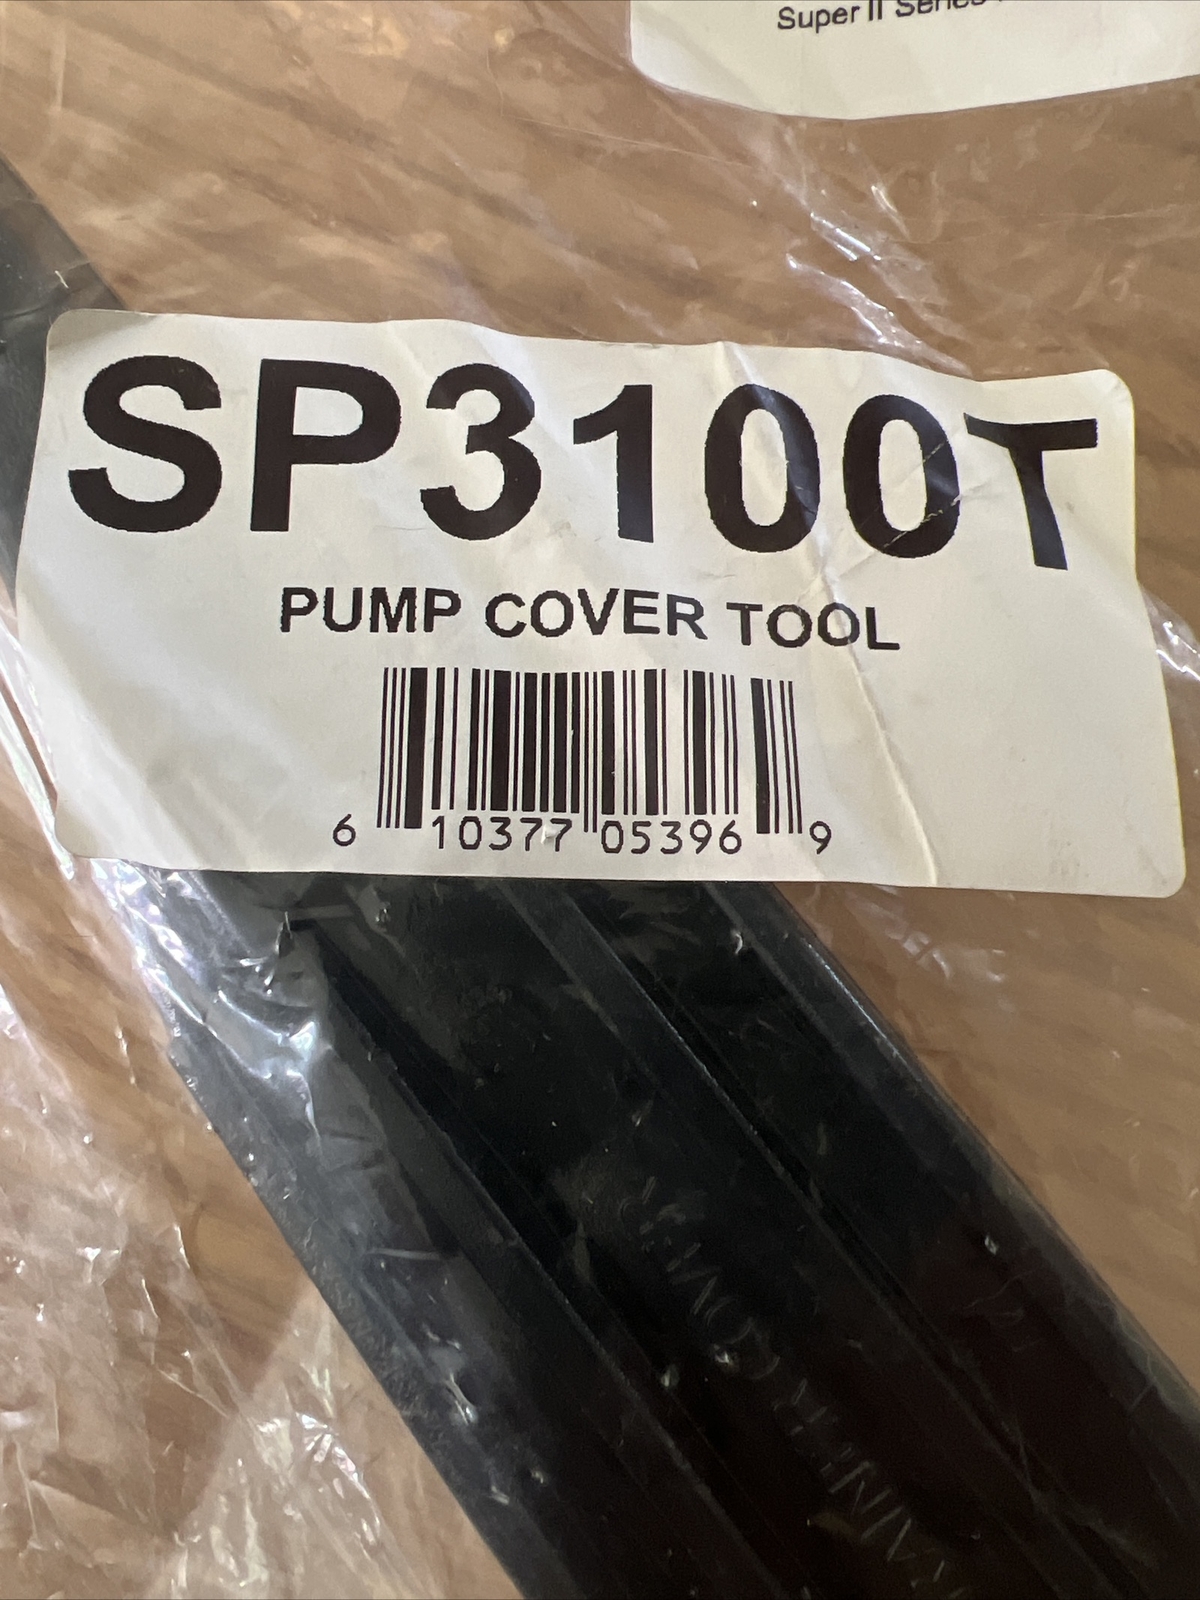 Super II Series
SP3100T
PUMP COVER TOOL
6 10377 05396 9